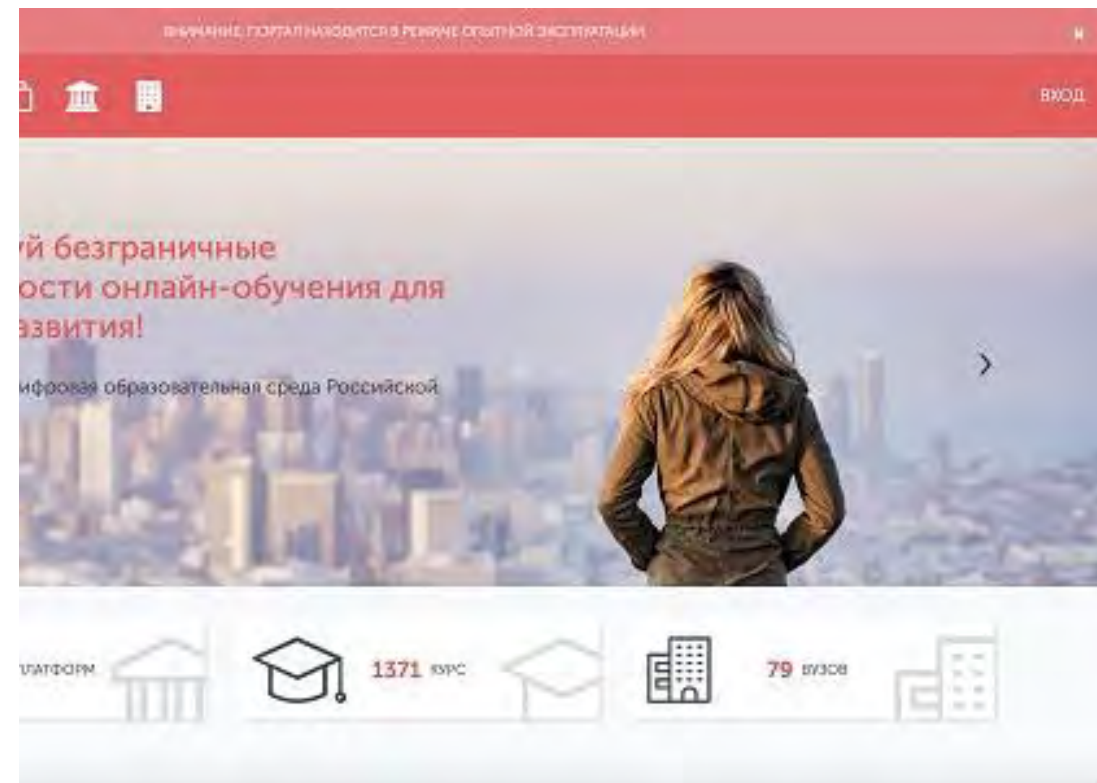 ВНИМАНИЕ, ПОРТАЛ НАХОДИТСЯ В РЕЖИМЕ ОПЫТНОЙ ЭКСПЛУАТАЦИИ
ВХОД
уй безграничные
ости онлайн-обучения для
азвития!
ифровая образовательная среда Российской
ПЛАТФОРМ
1371 КУРС
79 ВУЗОВ